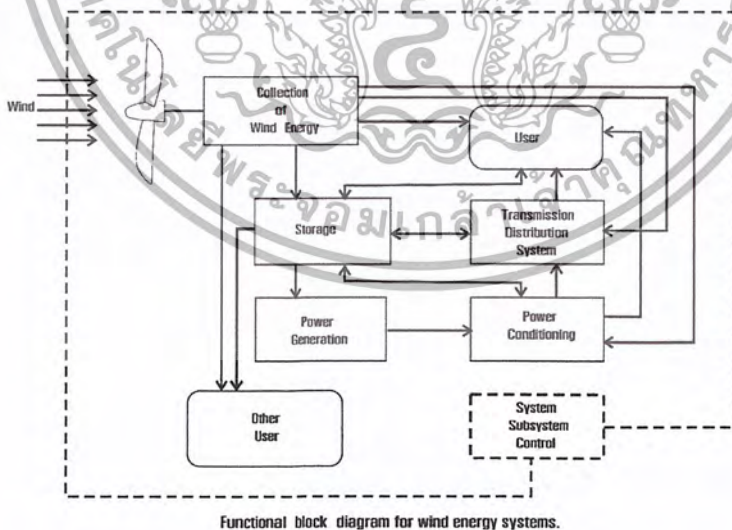 Wind
Collection
of
Wind Energy
User
Storage
Transmission
Distribution
System
Power
Generation
Power
Conditioning
Other
User
System
Subsystem
Control
Functional block diagram for wind energy systems.